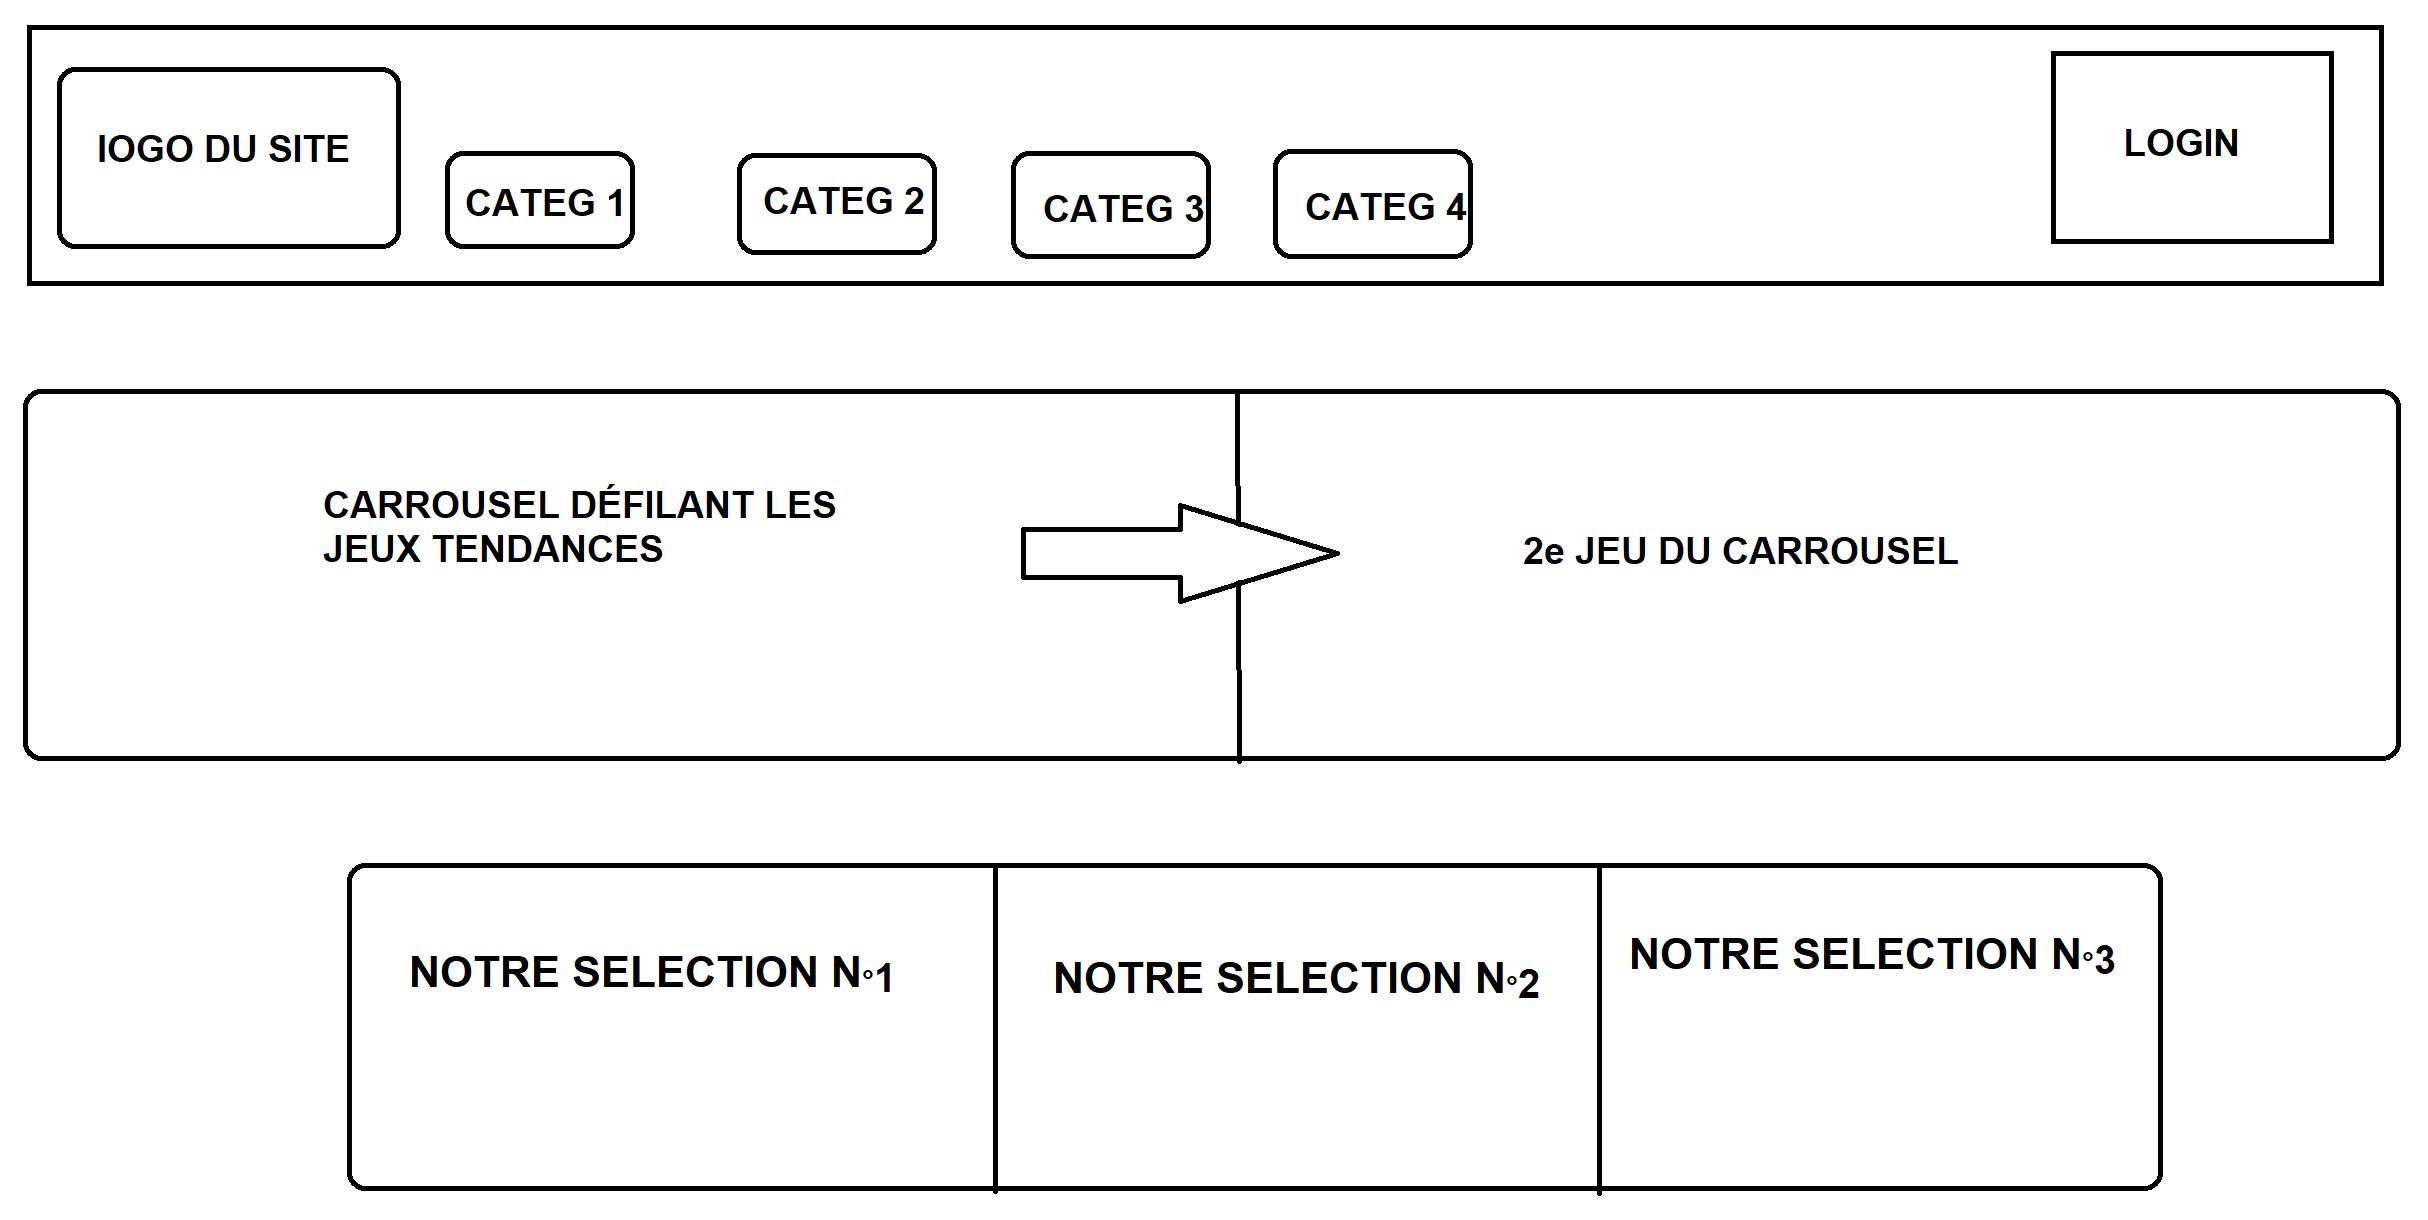 lOGO DU SITE
CATEG 1
CATEG 2
CATEG 3
CATEG 4
LOGIN
CARROUSEL DÉFILANT LES
JEUX TENDANCES
2e JEU DU CARROUSEL
NOTRE SELECTION N°1
NOTRE SELECTION N°2
NOTRE SELECTION N°3